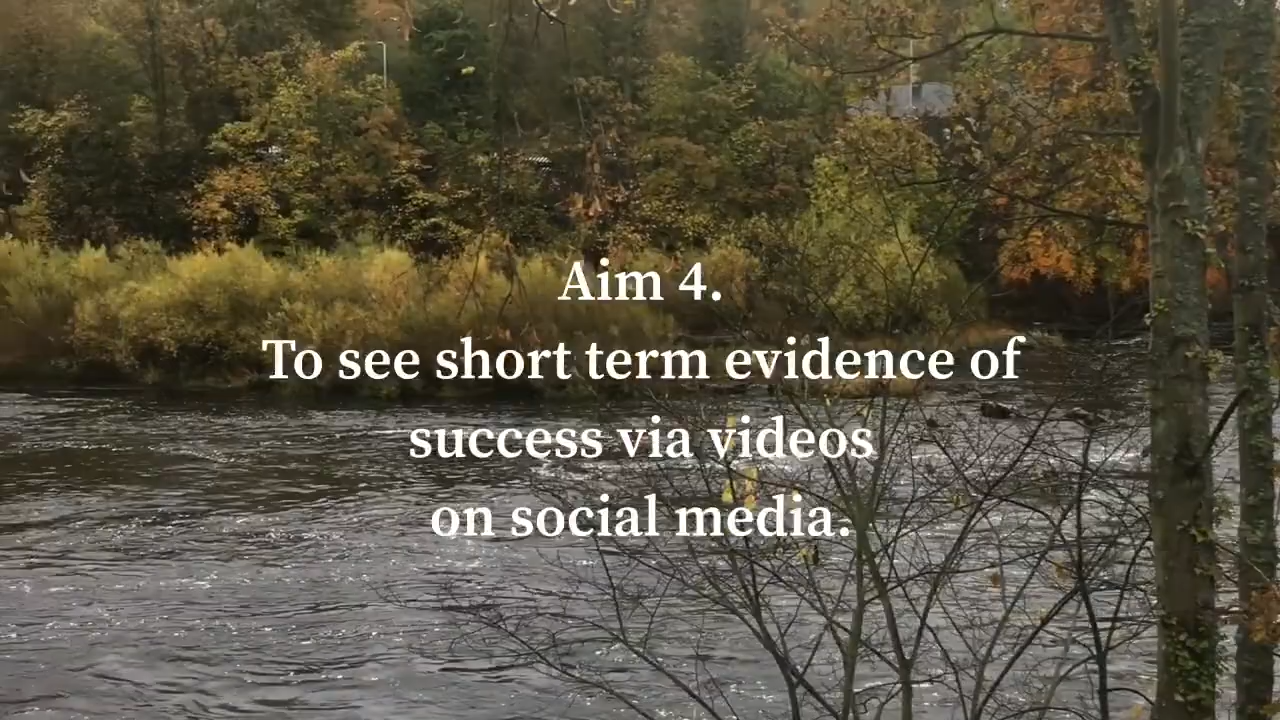 Aim 4.
To see short term evidence of
success via videos
on social media.